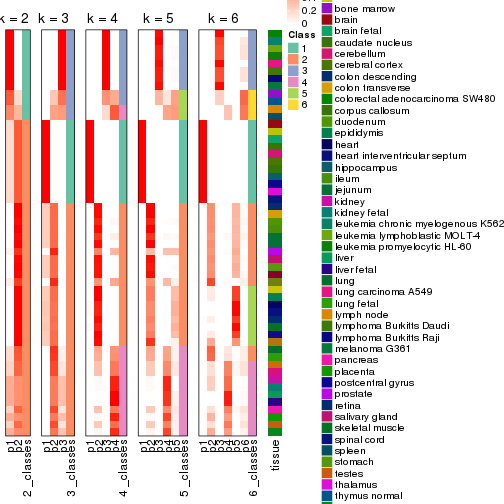 k = 2 k = 3 k = 4 k = 5 k = 6
0.2
0
Class
1
2
3
4
5
6
bone marrow
brain
brain fetal
caudate nucleus
cerebellum
cerebral cortex
colon descending
colon transverse
colorectal adenocarcinoma SW480
corpus callosum
duodenum
epididymis
heart
heart interventricular septum
hippocampus
ileum
jejunum
kidney
kidney fetal
leukemia chronic myelogenous K562
leukemia lymphoblastic MOLT-4
leukemia promyelocytic HL-60
liver
liver fetal
lung
lung carcinoma A549
lung fetal
lymph node
lymphoma Burkitts Daudi
lymphoma Burkitts Raji
melanoma G361
pancreas
placenta
postcentral gyrus
prostate
retina
salivary gland
skeletal muscle
spinal cord
spleen
stomach
testes
thalamus
thymus normal
p1 p2 2_classes p1 p2 p3 3_classes p1 p2 p3 p4 4_classes p1 p2 p3 p4 p5 5_classes p1 p2 p3 p4 p5 p6 6_classes tissue